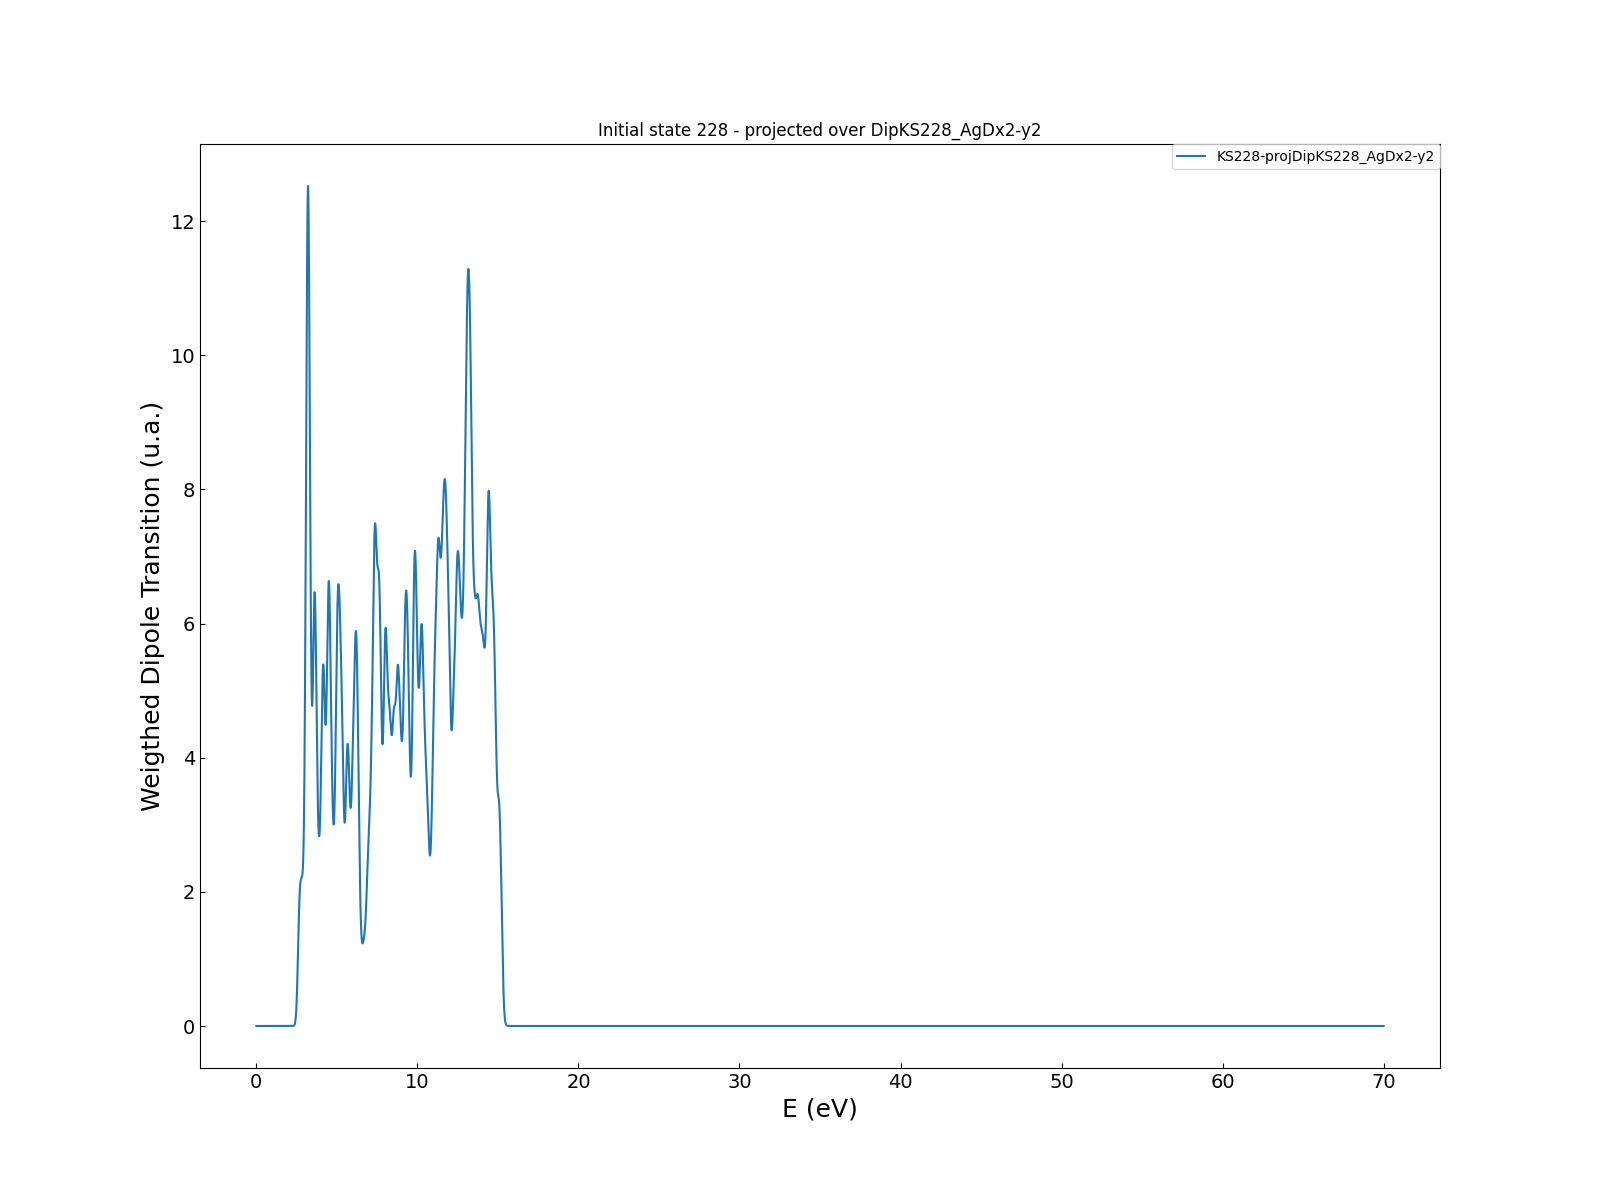 Initial state 228 - projected over DipKS228_AgDx2-y2
KS228-projDipKS228_AgDx2-y2
Weigthed Dipole Transition (u.a.)
12
10
8
6
4
2
0
0 10 20 30 40 50 60 70
E (eV)